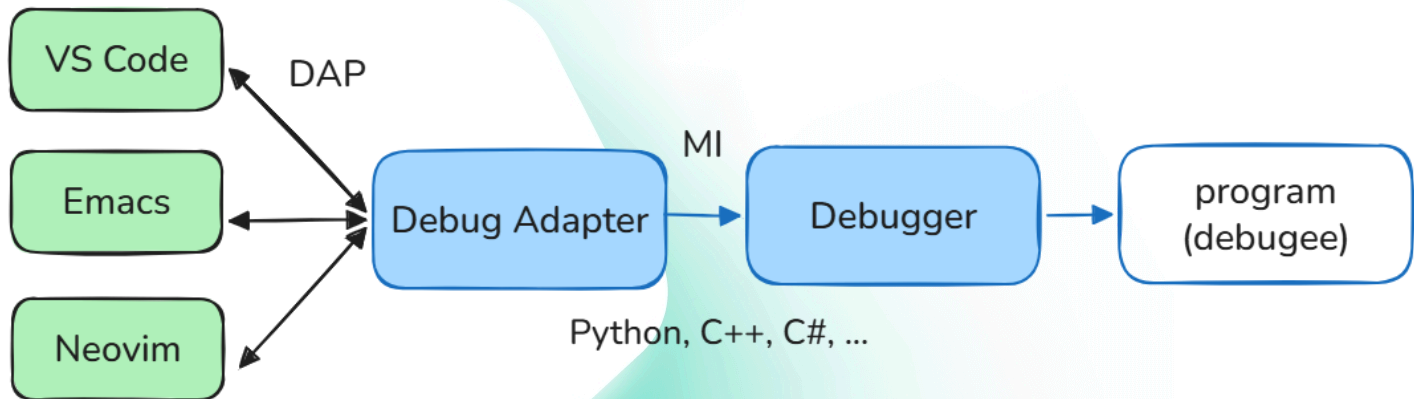 VS Code
DAP
Emacs
Neovim
Debug Adapter
MI
Debugger
program
(debugee)
Python, C++, C#, ...